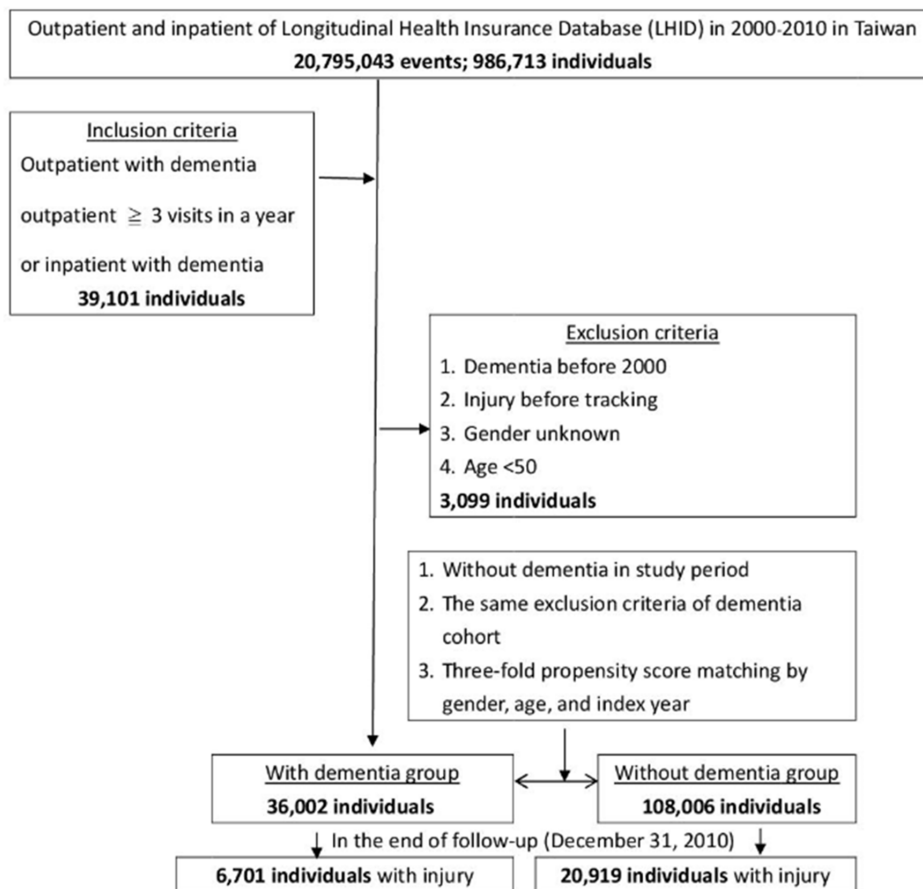 Outpatient and inpatient of Longitudinal Health Insurance Database (LHID) in 2000-2010 in Taiwan
20,795,043 events; 986,713 individuals
Inclusion criteria
Outpatient with dementia
outpatient ≧ 3 visits in a year
or inpatient with dementia
39,101 individuals
Exclusion criteria
1. Dementia before 2000
2. Injury before tracking
3. Gender unknown
4. Age <50
3,099 individuals
1. Without dementia in study period
2. The same exclusion criteria of dementia
cohort
3. Three-fold propensity score matching by
gender, age, and index year
With dementia group
36,002 individuals
Without dementia group
108,006 individuals
In the end of follow-up (December 31, 2010)
6,701 individuals with injury
20,919 individuals with injury